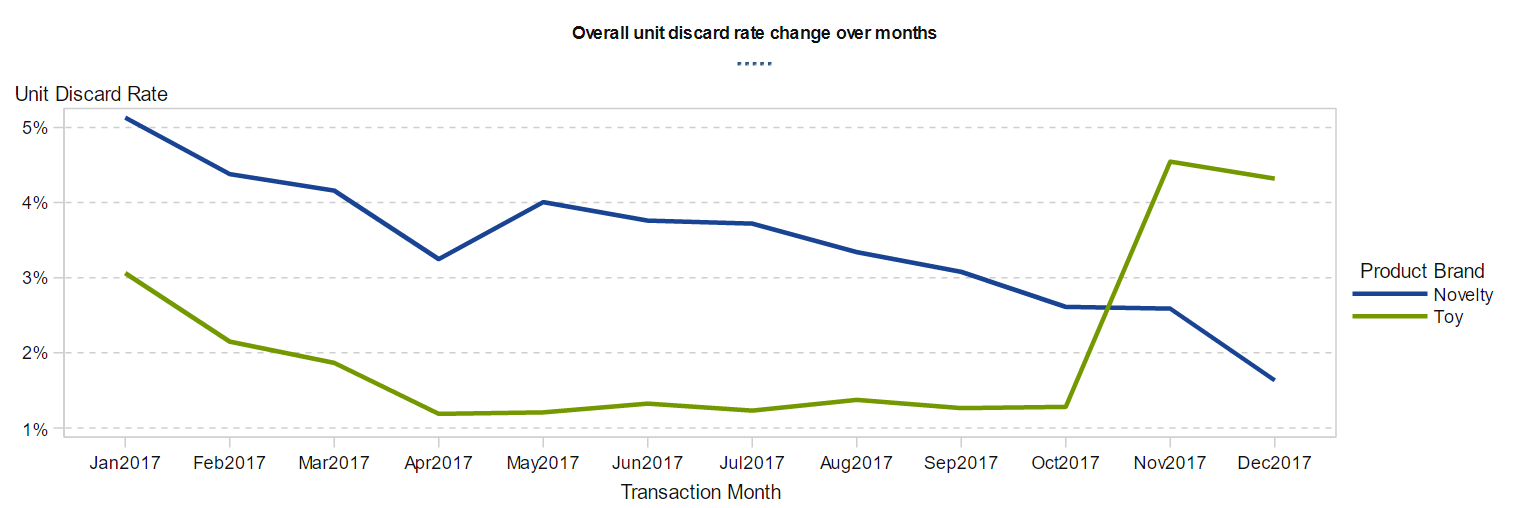 Overall unit discard rate change over months
Unit Discard Rate
5%
4%
3%
2%
1%
Jan2017 Feb2017 Mar2017 Apr2017 May2017 Jun2017 Jul2017 Aug2017 Sep2017 Oct2017 Nov2017 Dec2017
Transaction Month
Product Brand
Novelty
Toy